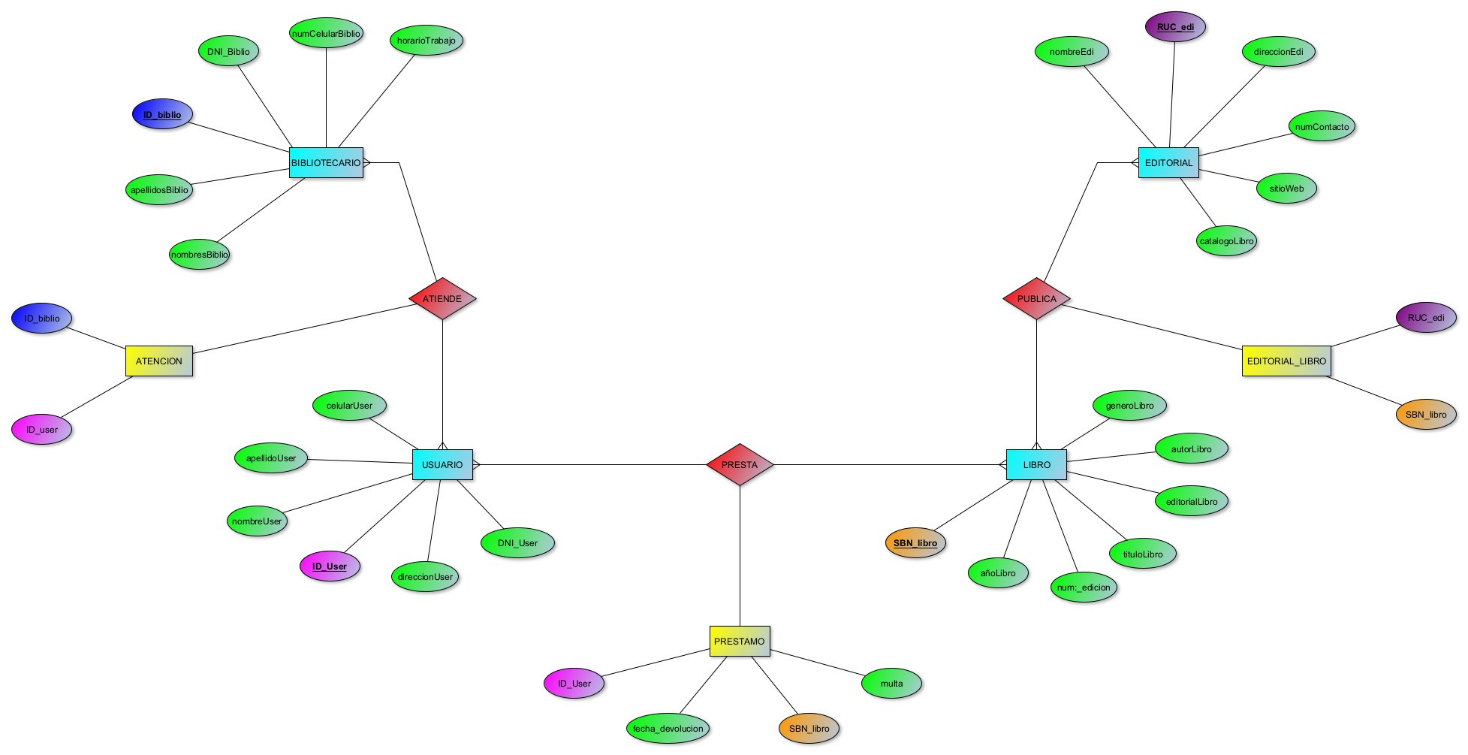 RUC_edi
numCelularBiblio
horarioTrabajo
DNI_Biblio
nombreEdi
direccionEdi
ID_biblio
numContacto
BIBLIOTECARIO
EDITORIAL
apellidosBiblio
sitioWeb
catalogoLibro
nombresBiblio
ATIENDE
PUBLICA
ID_biblio
RUC_edi
ATENCION
EDITORIAL_LIBRO
celularUser
generoLibro
SBN_libro
ID_user
apellidoUser
autorLibro
USUARIO
PRESTA
LIBRO
editorialLibro
nombreUser
DNI_User
SBN_libro
tituloLibro
ID_User
direccionUser
añoLibro
num:_edicion
PRESTAMO
ID_User
multa
fecha_devolucion
SBN_libro